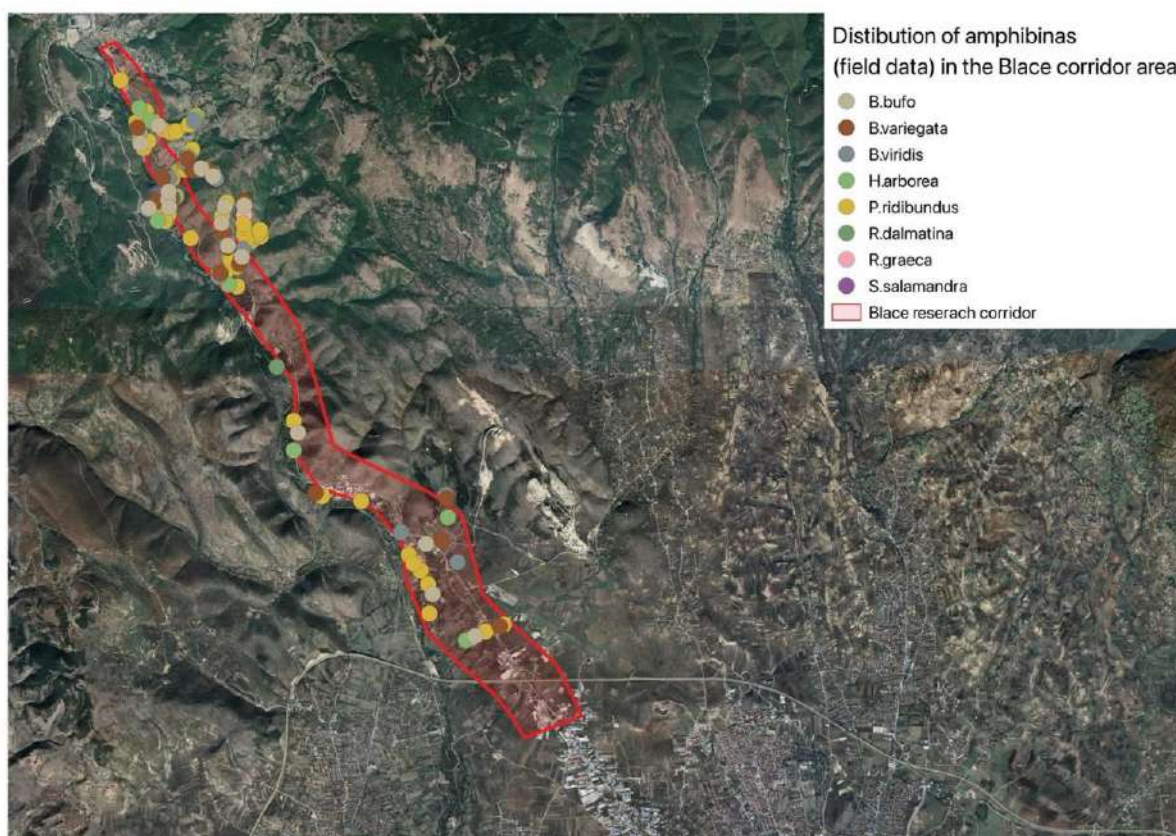 Distibution of amphibinas
(field data) in the Blace corridor area
B.bufo
B.variegata
B.viridis
H.arborea
P.ridibundus
R.dalmatina
R.graeca
S.salamandra
Blace reserach corridor